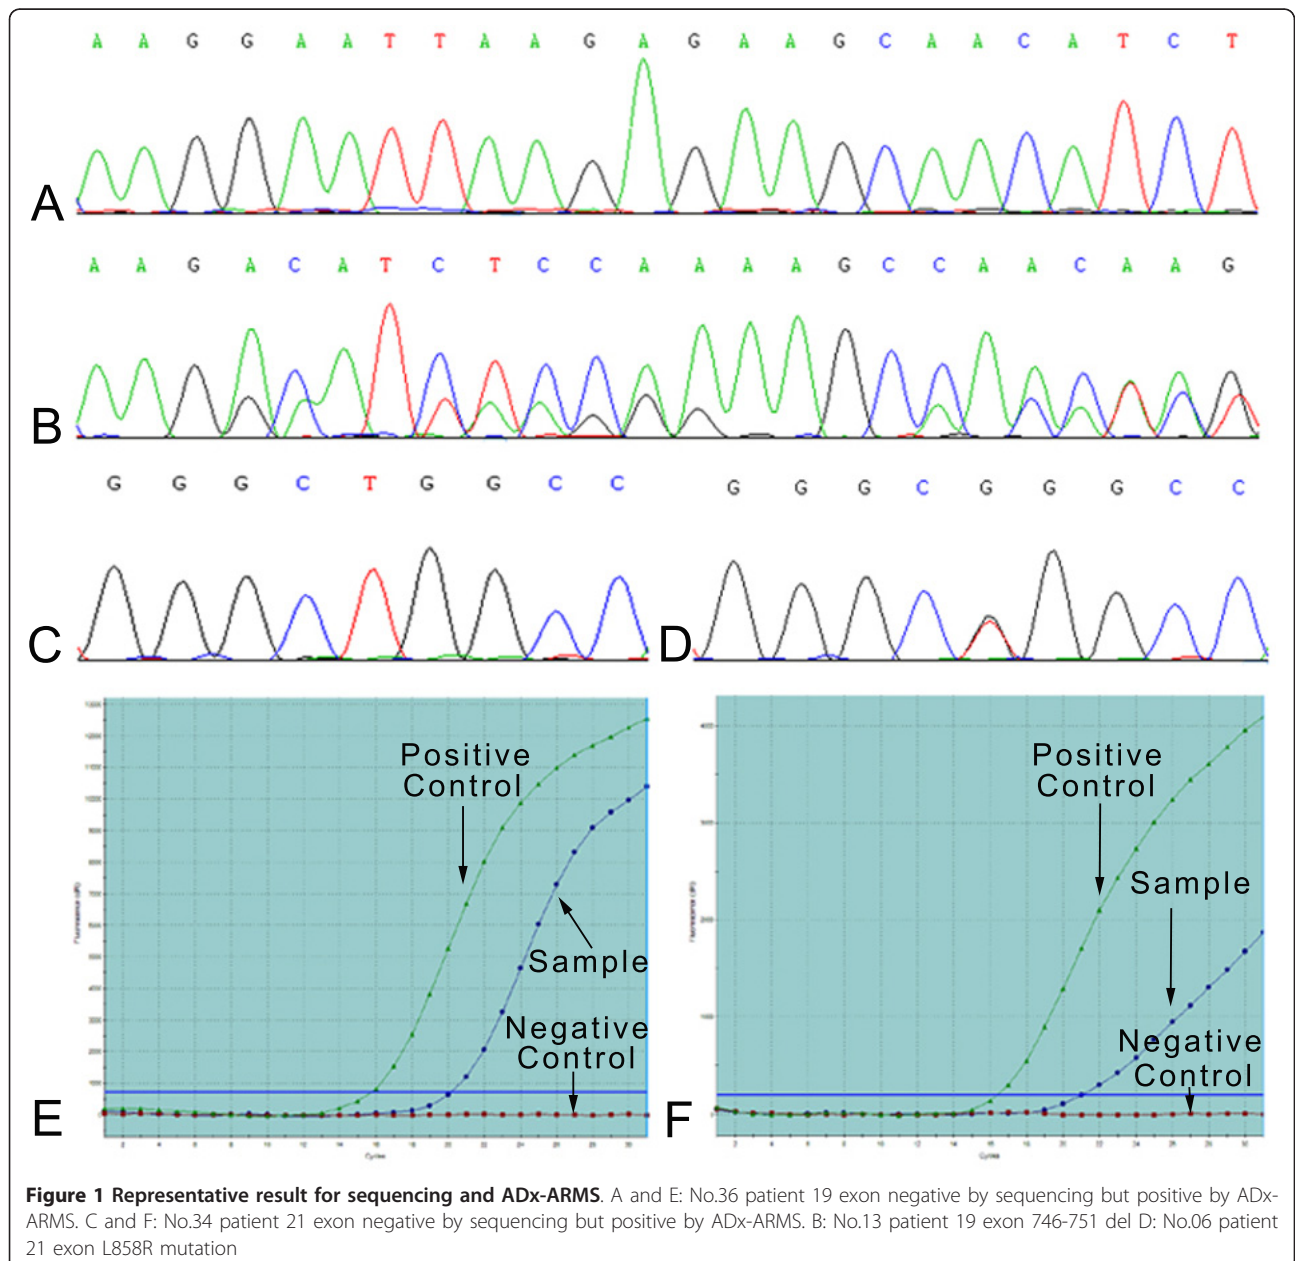 A A G G A A T T A A G A G A A G C A A C A T C T
A
A A G A C A T C T C C A A A A G C C A A C A A G
B
G G G C T G G C C
G G G C G G G C C
C
D
Positive
Control
Sample
Negative
Control
E
Cycles
Positive
Control
Sample
Negative
Control
F
Cycles
Figure 1 Representative result for sequencing and ADx-ARMS. A and E: No.36 patient 19 exon negative by sequencing but positive by ADx-
ARMS. C and F: No.34 patient 21 exon negative by sequencing but positive by ADx-ARMS. B: No.13 patient 19 exon 746-751 del D: No.06 patient
21 exon L858R mutation